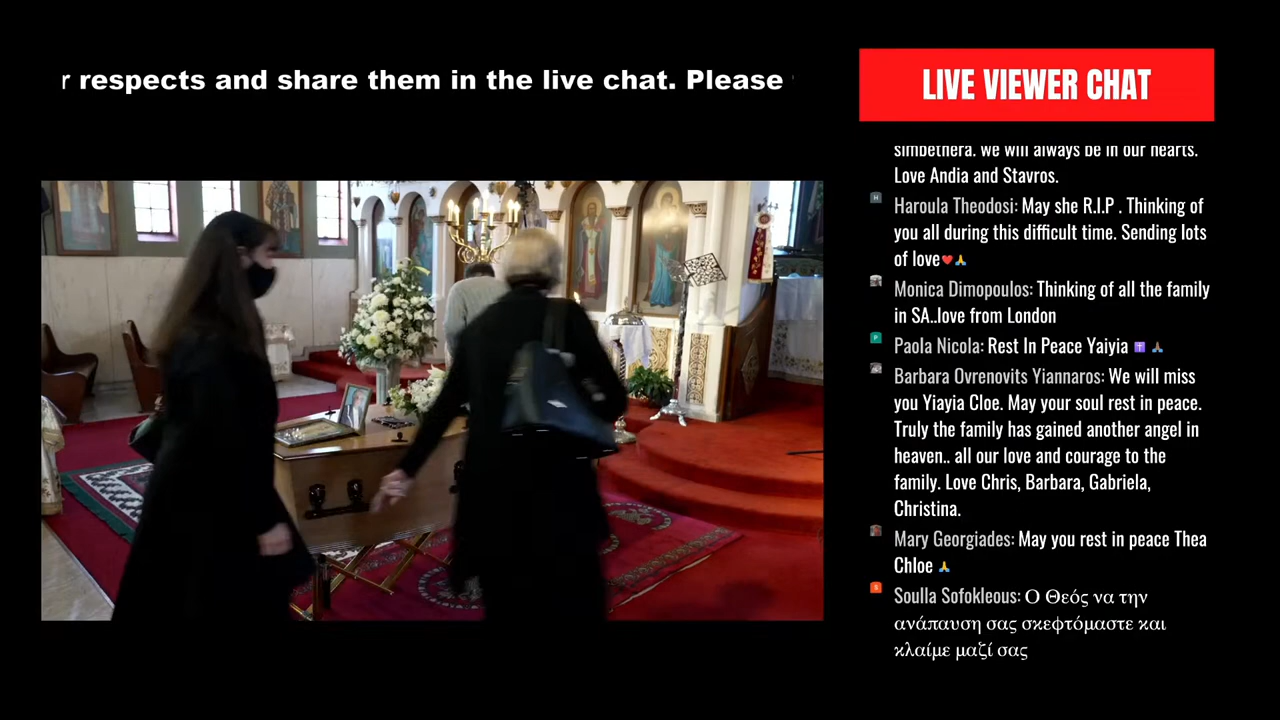 r respects and share them in the live chat. Please
LIVE VIEWER CHAT
simbethera. we will always be in our hearts.
Love Andia and Stavros.
Haroula Theodosi: May she R.I.P . Thinking of
you all during this difficult time. Sending lots
of love❤️🙏
Monica Dimopoulos: Thinking of all the family
in SA..love from London
Paola Nicola: Rest In Peace Yaiyia ✝️ 🙏🏽
Barbara Ovrenovits Yiannaros: We will miss
you Yiayia Cloe. May your soul rest in peace.
Truly the family has gained another angel in
heaven.. all our love and courage to the
family. Love Chris, Barbara, Gabriela,
Christina.
Mary Georgiades: May you rest in peace Thea
Chloe 🙏
Soulla Sofokleous: Ο Θεός να την
ανάπαυση σας σκεφτόμαστε και
κλαίμε μαζί σας